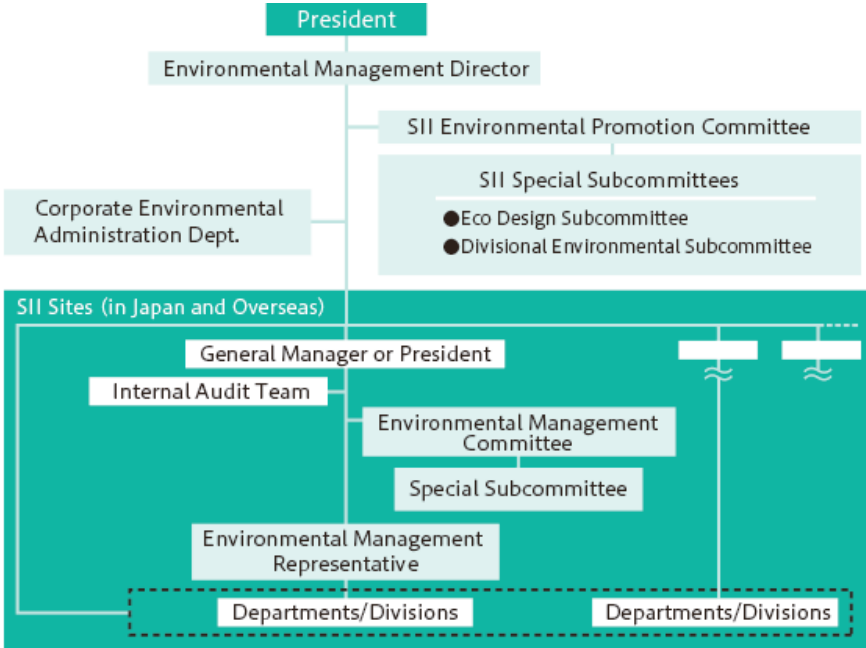 President
Environmental Management Director
SII Environmental Promotion Committee
SII Special Subcommittees
●Eco Design Subcommittee
●Divisional Environmental Subcommittee
Corporate Environmental
Administration Dept.
SII Sites (in Japan and Overseas)
General Manager or President
Internal Audit Team
Environmental Management
Committee
Special Subcommittee
Environmental Management
Representative
Departments/Divisions
Departments/Divisions